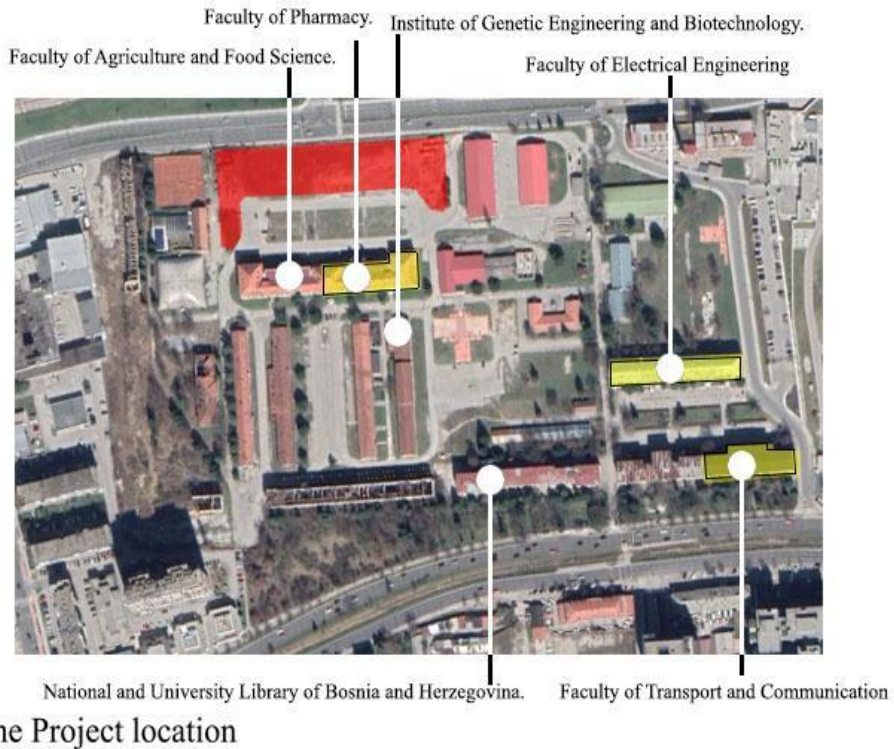 Faculty of Pharmacy.
Institute of Genetic Engineering and Biotechnology.
Faculty of Agriculture and Food Science.
Faculty of Electrical Engineering
National and University Library of Bosnia and Herzegovina.
Faculty of Transport and Communication
Project location